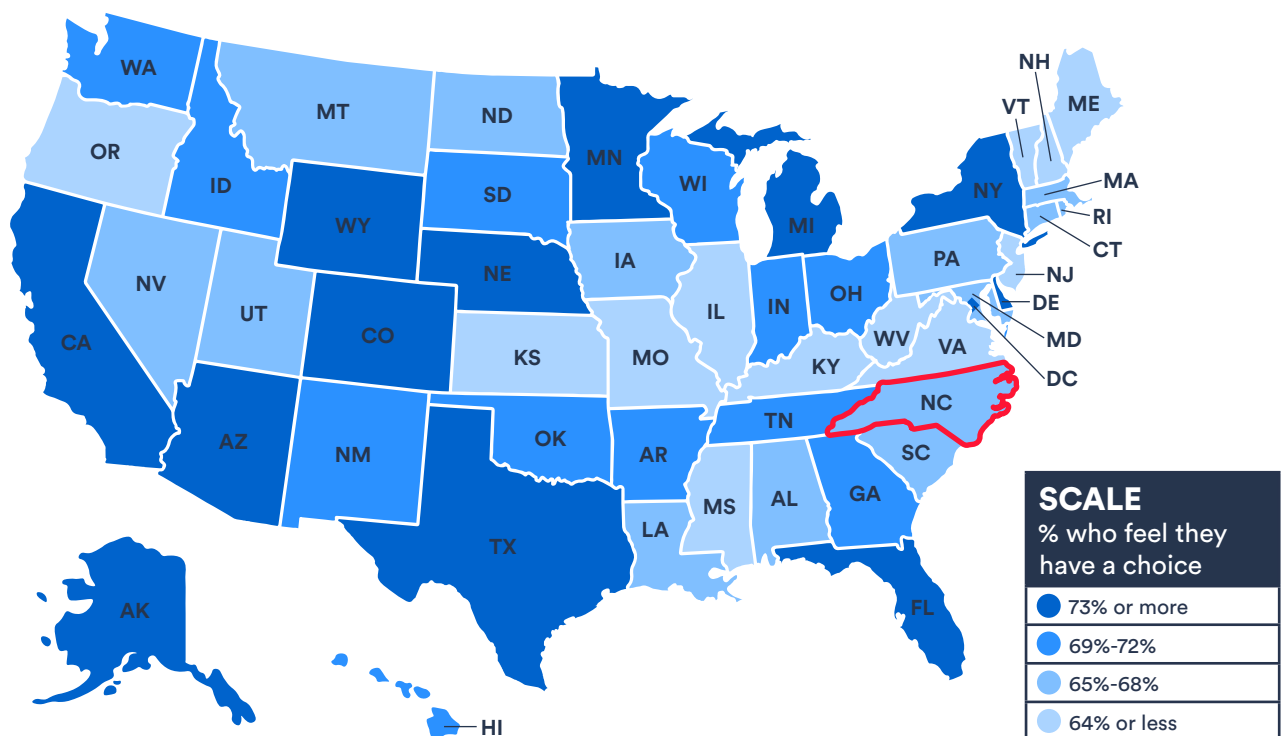 WA
NH
ME
VT
MT
ND
OR
MN
ID
WI
MA
SD
NY
RI
WY
MI
CT
NE
IA
PA
NV
NJ
UT
IN
OH
DE
IL
CO
WV
MD
CA
KS
MO
VA
KY
DC
NC
TN
OK
AZ
NM
AR
SC
GA
MS
AL
LA
TX
AK
FL
HI
SCALE
% who feel they
have a choice
73% or more
69%-72%
65%-68%
64% or less